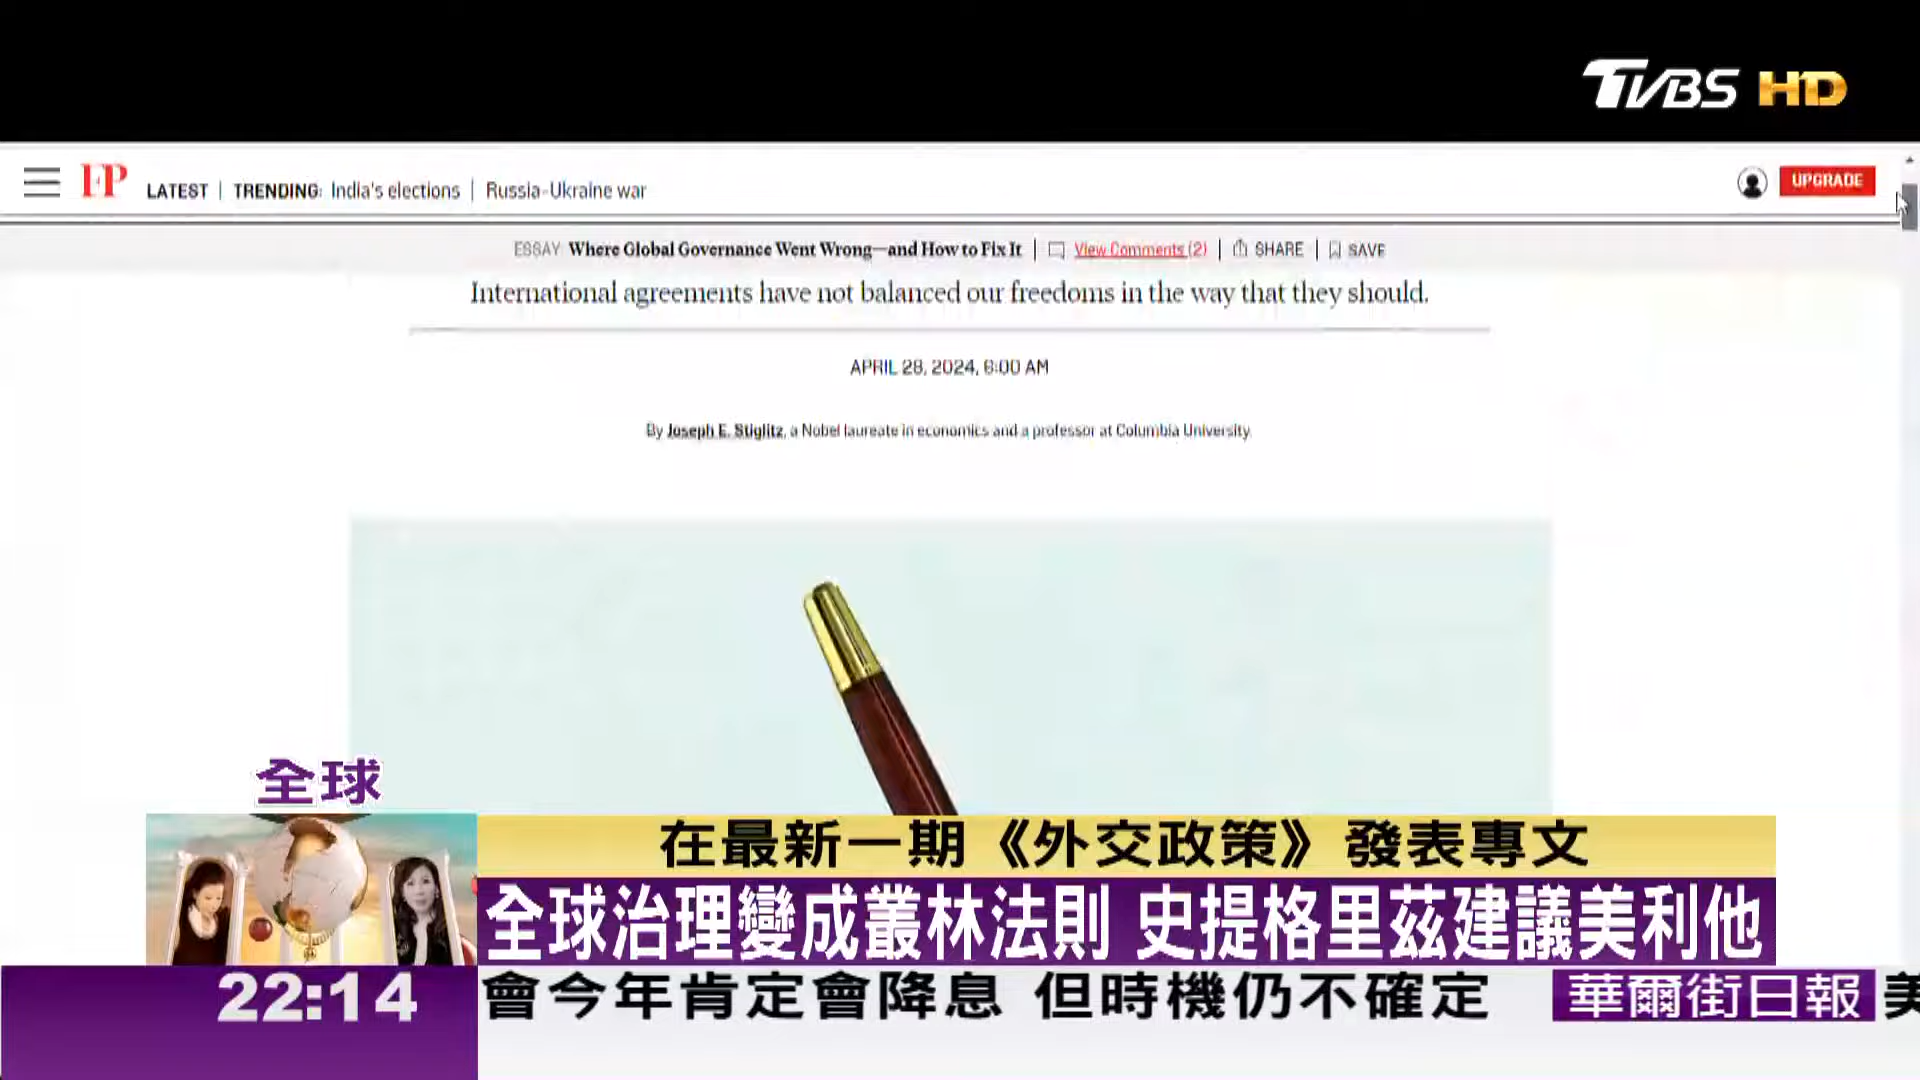 TVBS HD
FP LATEST | TRENDING: India's elections | Russia-Ukraine war UPGRADE
ESSAY Where Global Governance Went Wrong—and How to Fix It | View Comments (2) | SHARE | SAVE
International agreements have not balanced our freedoms in the way that they should.
APRIL 28, 2024, 6:00 AM
By Joseph E. Stiglitz, a Nobel laureate in economics and a professor at Columbia University.
全球
在最新一期《外交政策》發表專文
全球治理變成叢林法則 史提格里茲建議美利他
22:14 會今年肯定會降息 但時機仍不確定 華爾街日報 美